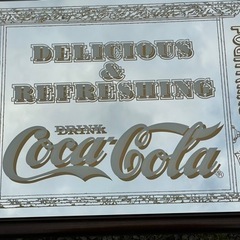 DELICIOUS
&
REFRESHING
DRINK
Coca-Cola®